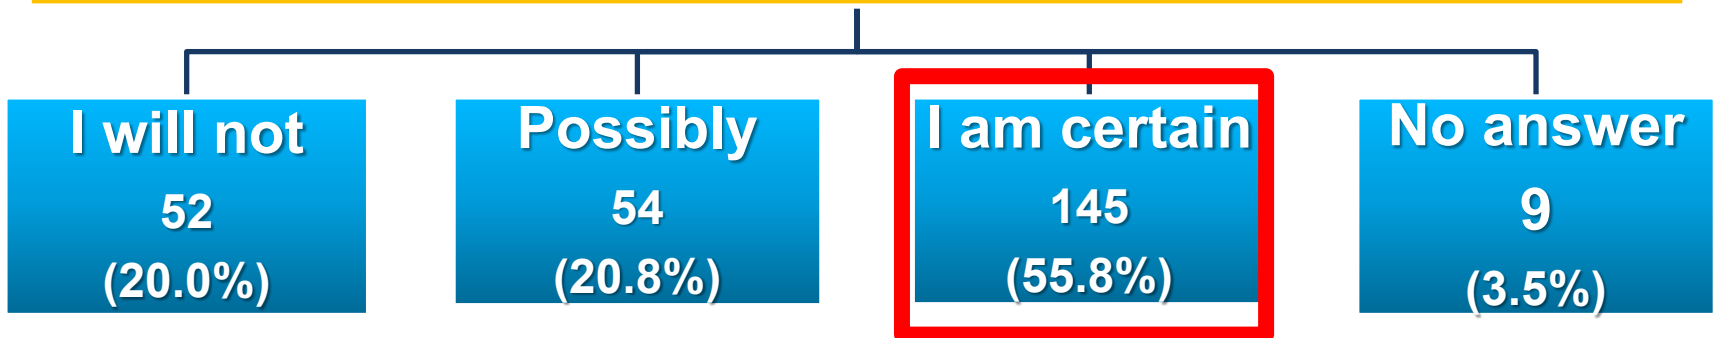 I will not
52
(20.0%)
Possibly
54
(20.8%)
I am certain
145
(55.8%)
No answer
9
(3.5%)